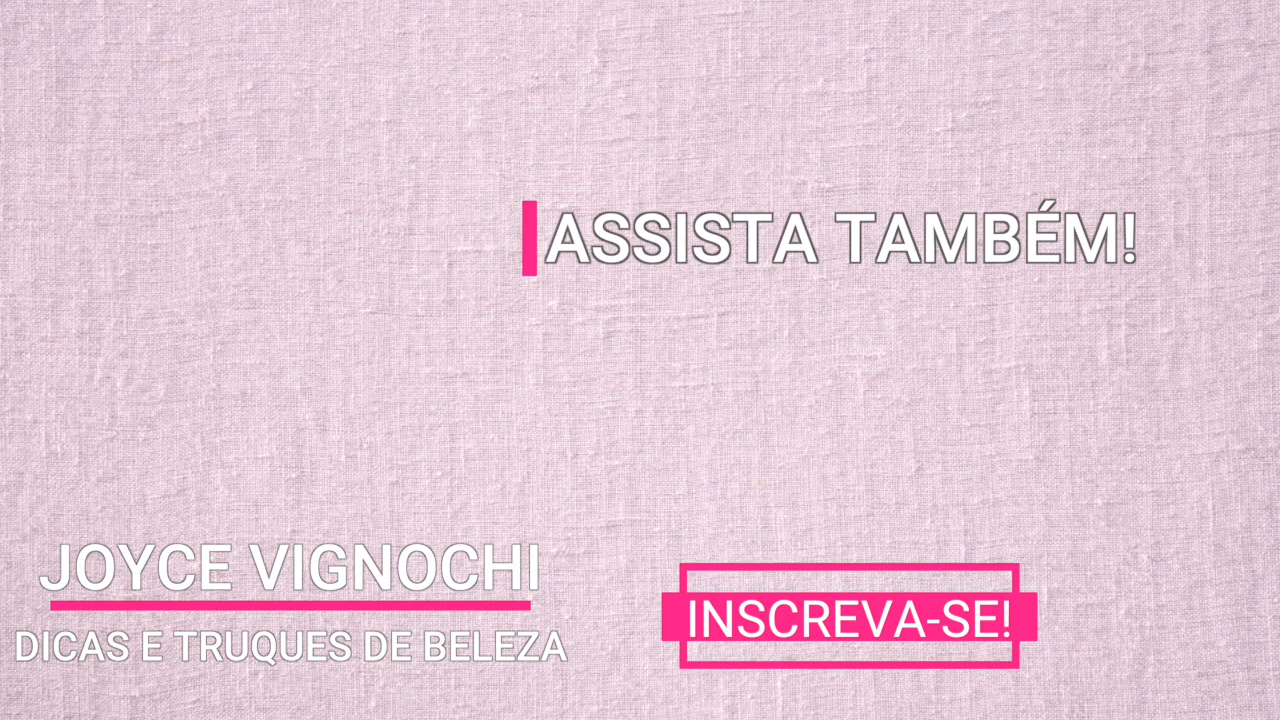 ASSISTA TAMBÉM!
JOYCE VIGNOCHI
DICAS E TRUQUES DE BELEZA
INSCREVA-SE!